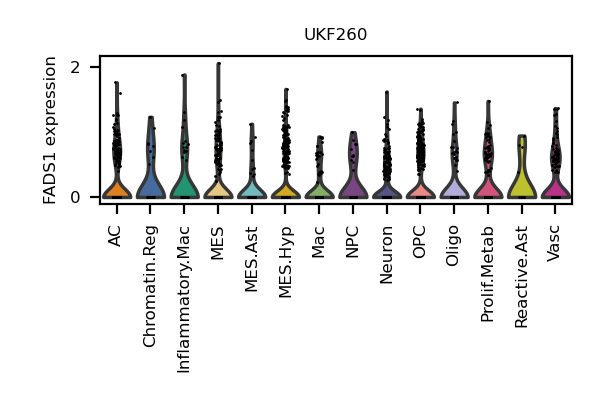 UKF260
FADS1 expression
2
0
AC
Chromatin.Reg
Inflammatory.Mac
MES
MES.Ast
MES.Hyp
Mac
NPC
Neuron
OPC
Oligo
Prolif.Metab
Reactive.Ast
Vasc